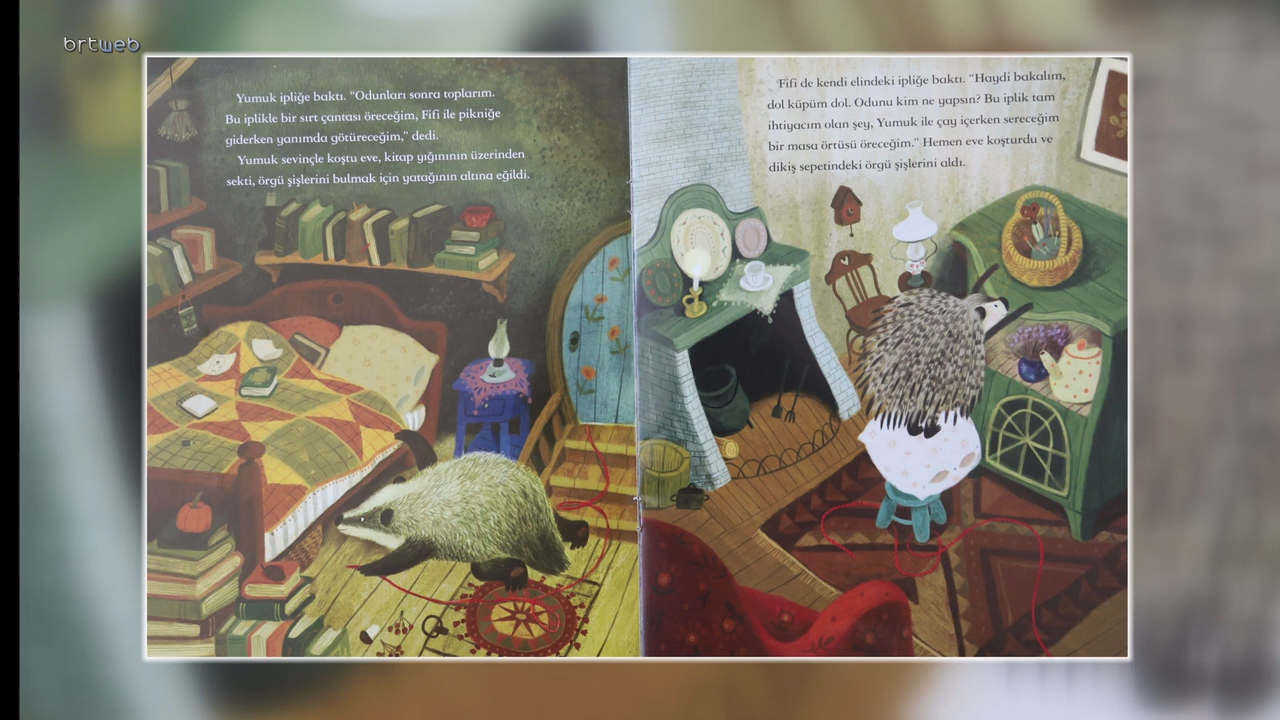 brtweb
Yumuk ipliğe baktı. “Odunları sonra toplarım.
Bu iplikle bir sırt çantası öreceğim, Fifi ile pikniğe
giderken yanımda götüreceğim,” dedi.
Yumuk sevinçle koştu eve, kitap yığınının üzerinden
sekti, örgü şişlerini bulmak için yatağının altına eğildi.
Fifi de kendi elindeki ipliğe baktı. “Haydi bakalım,
dol küpüm dol. Odunu kim ne yapsın? Bu iplik tam
ihtiyacım olan şey, Yumuk ile çay içerken sereceğim
bir masa örtüsü öreceğim.” Hemen eve koşturdu ve
dikiş sepetindeki örgü şişlerini aldı.